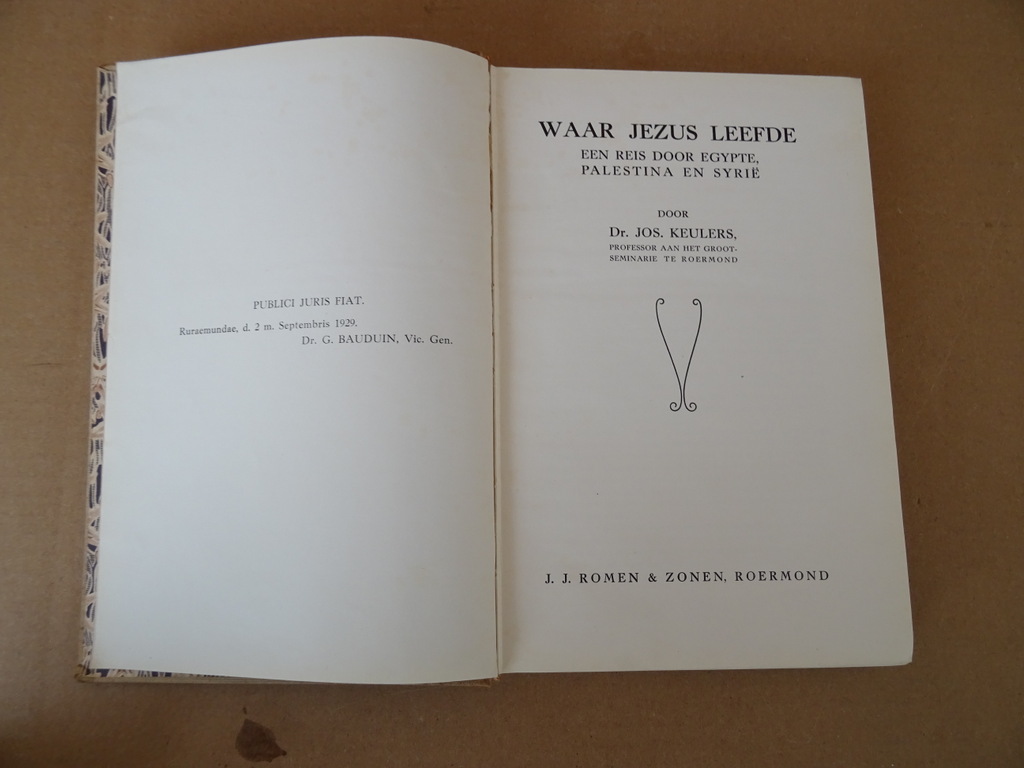 PUBLICI JURIS FIAT.
Ruraemundae, d. 2 m. Septembris 1929.
Dr. G. BAUDUIN, Vic. Gen.
WAAR JEZUS LEEFDE
EEN REIS DOOR EGYPTE,
PALESTINA EN SYRIË
DOOR
Dr. JOS. KEULERS,
PROFESSOR AAN HET GROOT-
SEMINARIE TE ROERMOND
J. J. ROMEN & ZONEN, ROERMOND